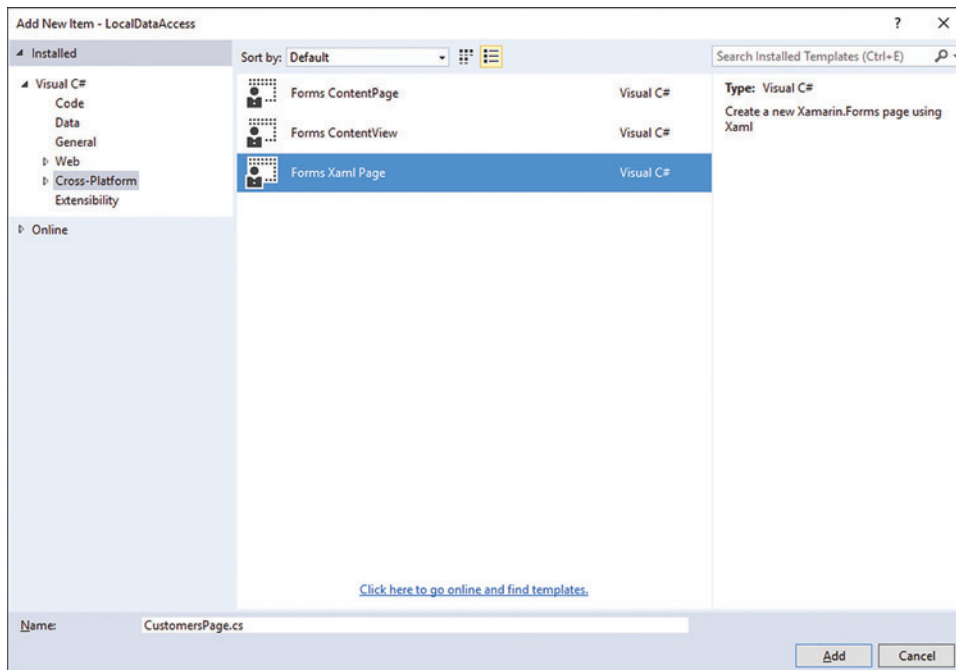 Add New Item - LocalDataAccess
?
Installed
Sort by: Default
Search Installed Templates (Ctrl+E)
Visual C#
Code
Data
General
Web
Cross-Platform
Extensibility
Online
Forms ContentPage Visual C#
Forms ContentView Visual C#
Forms Xaml Page Visual C#
Type: Visual C#
Create a new Xamarin.Forms page using
Xaml
Click here to go online and find templates.
Name: CustomersPage.cs
Add Cancel